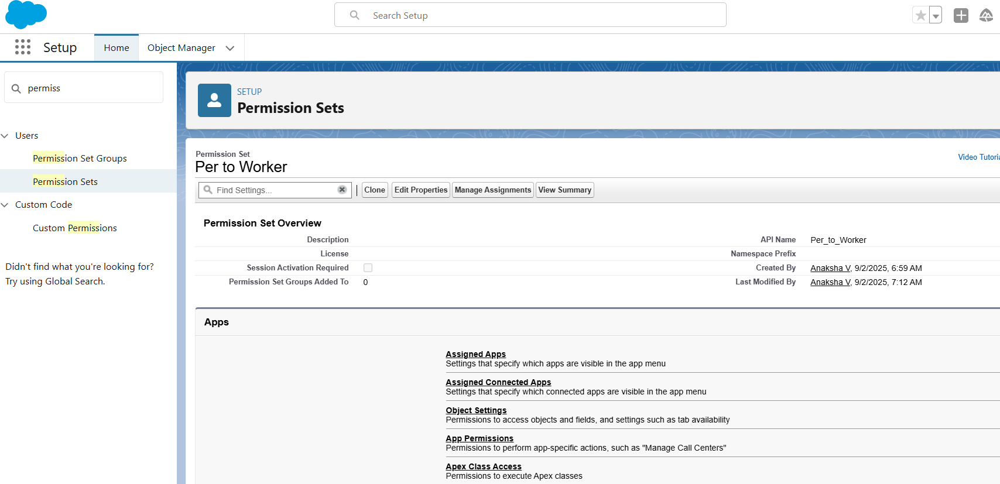 Search Setup
Setup
Home
Object Manager
permiss
Users
Permission Set Groups
Permission Sets
Custom Code
Custom Permissions
Didn't find what you're looking for?
Try using Global Search.
SETUP
Permission Sets
Permission Set
Per to Worker
Video Tutoria
Find Settings...
Clone
Edit Properties
Manage Assignments
View Summary
Permission Set Overview
Description
API Name Per_to_Worker
License
Namespace Prefix
Session Activation Required
Created By Anaksha V, 9/2/2025, 6:59 AM
Permission Set Groups Added To 0
Last Modified By Anaksha V, 9/2/2025, 7:12 AM
Apps
Assigned Apps
Settings that specify which apps are visible in the app menu
Assigned Connected Apps
Settings that specify which connected apps are visible in the app menu
Object Settings
Permissions to access objects and fields, and settings such as tab availability
App Permissions
Permissions to perform app-specific actions, such as "Manage Call Centers"
Apex Class Access
Permissions to execute Apex classes